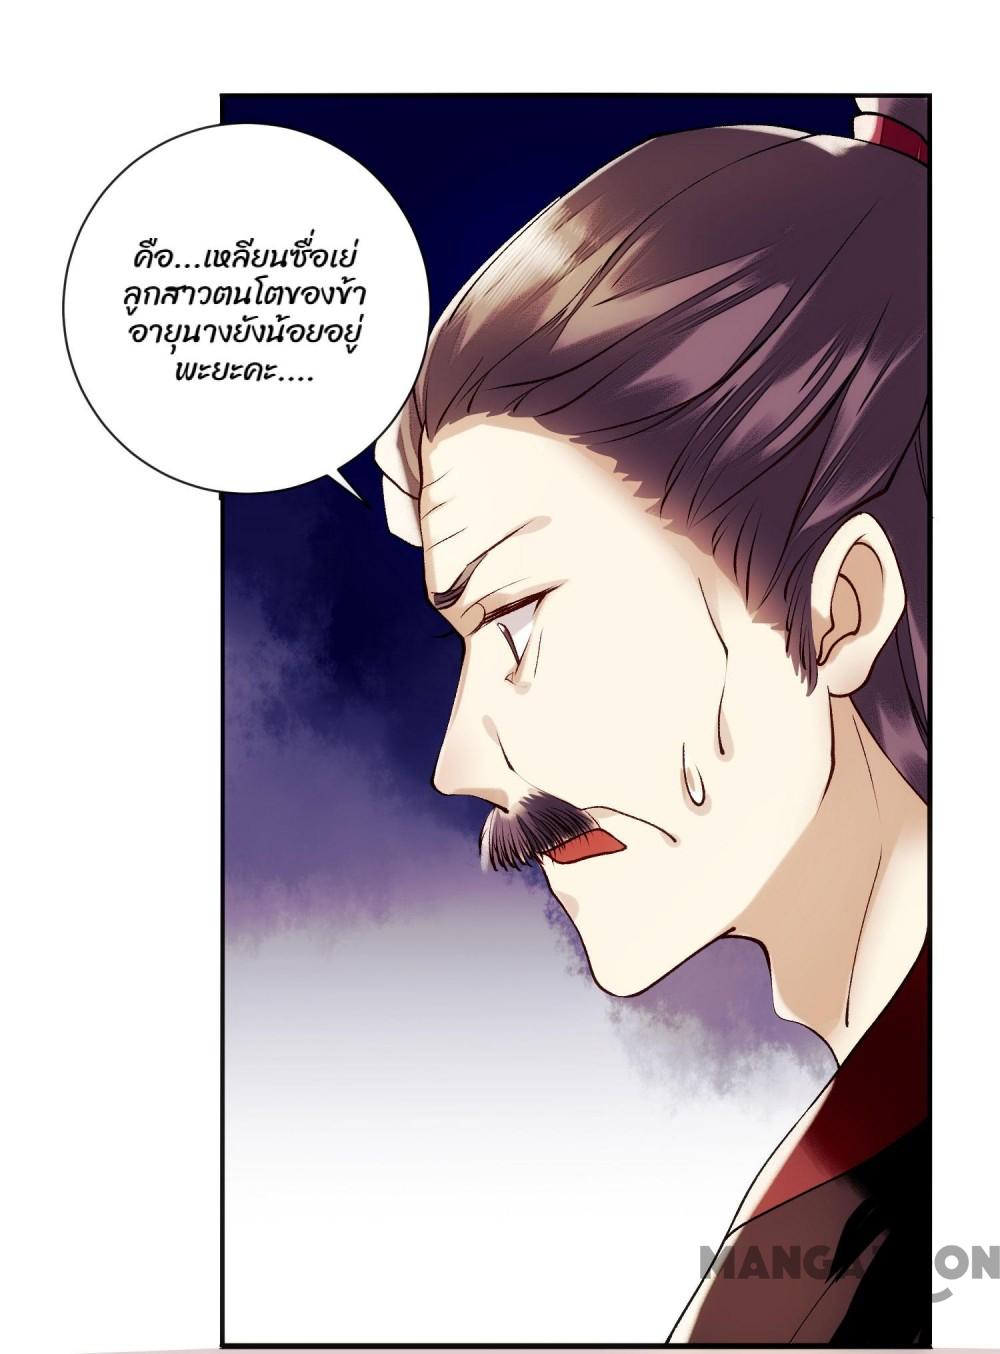 คือ...เหลียนซื่อเย่
ลูกสาวตนโตของข้า
อายุนางยังน้อยอยู่
พะยะคะ....
MANGATOON